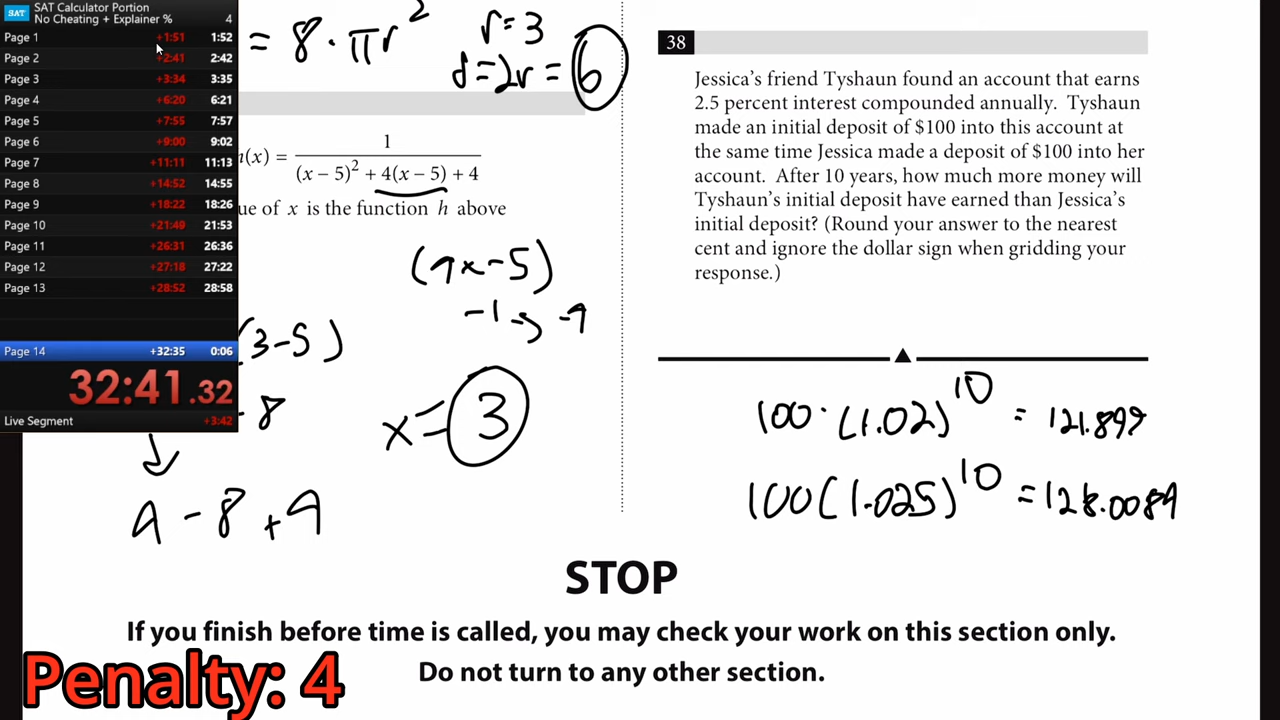 SAT Calculator Portion
No Cheating + Explainer % 4
Page 1 +1:51 1:52
Page 2 +2:41 2:42
Page 3 +3:34 3:35
Page 4 +6:20 6:21
Page 5 +7:55 7:57
Page 6 +9:00 9:02
Page 7 +11:11 11:13
Page 8 +14:52 14:55
Page 9 +18:22 18:26
Page 10 +21:49 21:53
Page 11 +26:31 26:36
Page 12 +27:18 27:22
Page 13 +28:52 28:58
Page 14 +32:35 0:06
32:41.32
Live Segment +3:42
= 8 · πr²
r=3
d=2r=6
h(x) = 1 / (x − 5)² + 4(x − 5) + 4
ue of x is the function h above
(4x−5)
−1 → −4
(3−5)
- 8
x=3
4 − 8 + 4
38
Jessica's friend Tyshaun found an account that earns
2.5 percent interest compounded annually. Tyshaun
made an initial deposit of $100 into this account at
the same time Jessica made a deposit of $100 into her
account. After 10 years, how much more money will
Tyshaun's initial deposit have earned than Jessica's
initial deposit? (Round your answer to the nearest
cent and ignore the dollar sign when gridding your
response.)
100·(1.02)^10 = 121.899
100(1.025)^10 = 128.0084
STOP
If you finish before time is called, you may check your work on this section only.
Do not turn to any other section.
Penalty: 4